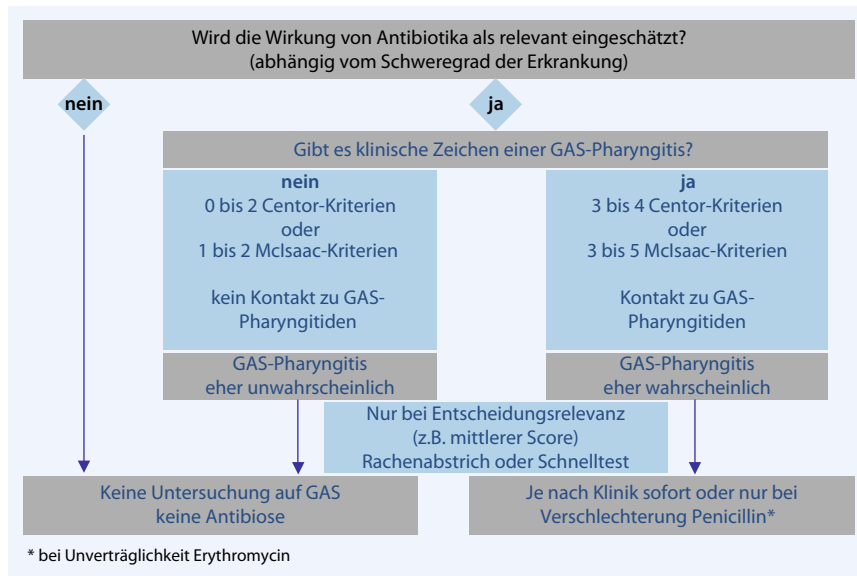 Wird die Wirkung von Antibiotika als relevant eingeschätzt?
(abhängig vom Schweregrad der Erkrankung)
nein
ja
Gibt es klinische Zeichen einer GAS-Pharyngitis?
nein
0 bis 2 Centor-Kriterien
oder
1 bis 2 McIsaac-Kriterien
kein Kontakt zu GAS-
Pharyngitiden
ja
3 bis 4 Centor-Kriterien
oder
3 bis 5 McIsaac-Kriterien
Kontakt zu GAS-
Pharyngitiden
GAS-Pharyngitis
eher unwahrscheinlich
GAS-Pharyngitis
eher wahrscheinlich
Nur bei Entscheidungsrelevanz
(z.B. mittlerer Score)
Rachenabstrich oder Schnelltest
Keine Untersuchung auf GAS
keine Antibiose
Je nach Klinik sofort oder nur bei
Verschlechterung Penicillin*
* bei Unverträglichkeit Erythromycin